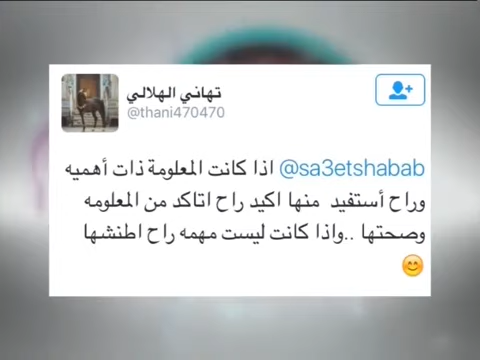 تهاني الهلالي
@thani470470
@sa3etshabab اذا كانت المعلومة ذات أهميه
وراح أستفيد منها اكيد راح اتاكد من المعلومه
وصحتها ..واذا كانت ليست مهمه راح اطنشها
😊